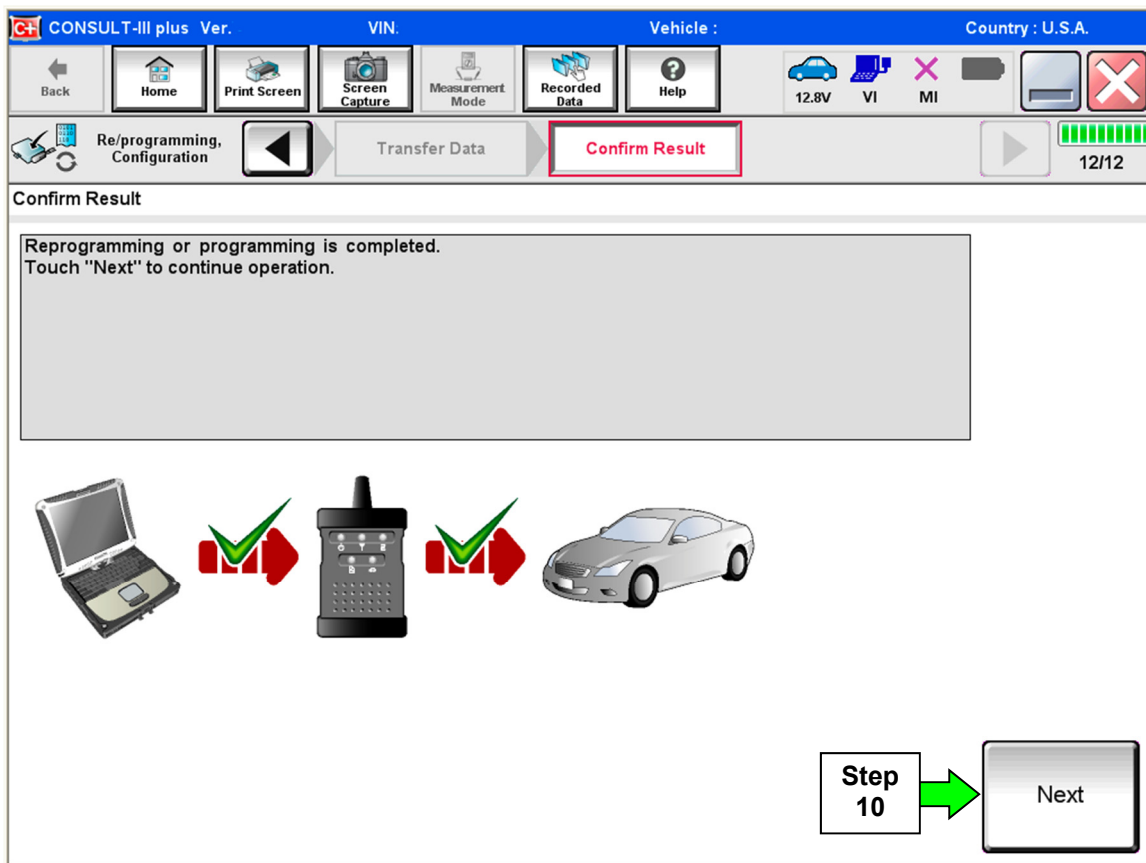 C+ CONSULT-III plus Ver. VIN: Vehicle : Country : U.S.A.
Back
Home
Print Screen
Screen
Capture
Measurement
Mode
Recorded
Data
Help
12.8V
VI
MI
Re/programming,
Configuration
Transfer Data
Confirm Result
12/12
Confirm Result
Reprogramming or programming is completed.
Touch "Next" to continue operation.
Step
10
Next